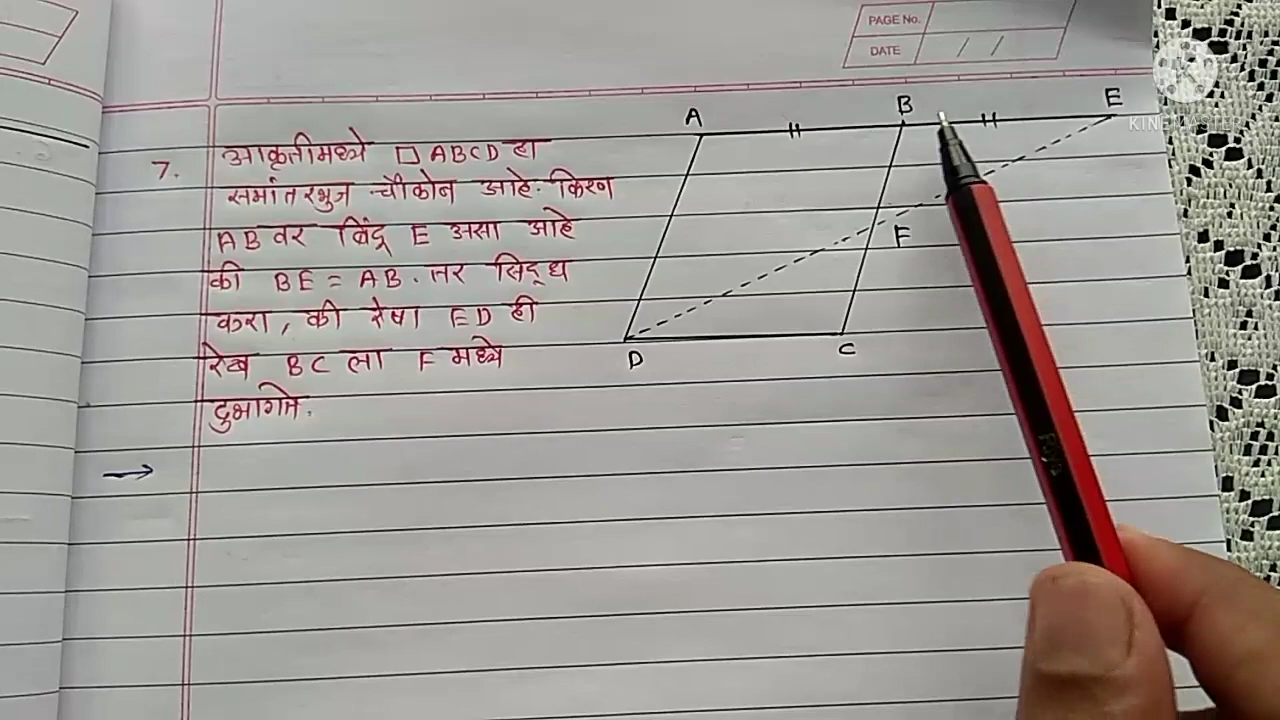 PAGE No.
DATE / /
KINEMASTER
7. आकृतीमध्ये □ ABCD हा
समांतरभुज चौकोन आहे. किरण
AB वर बिंदू E असा आहे
की BE = AB. तर सिद्ध
करा, की रेषा ED ही
रेख BC ला F मध्ये
दुभागते.
A B E
F
D C